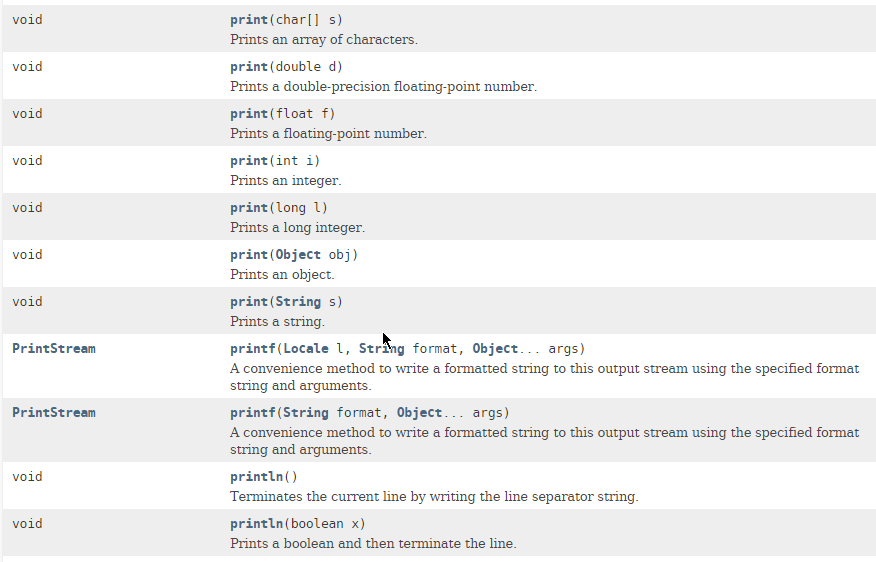 void print(char[] s)
Prints an array of characters.
void print(double d)
Prints a double-precision floating-point number.
void print(float f)
Prints a floating-point number.
void print(int i)
Prints an integer.
void print(long l)
Prints a long integer.
void print(Object obj)
Prints an object.
void print(String s)
Prints a string.
PrintStream printf(Locale l, String format, Object... args)
A convenience method to write a formatted string to this output stream using the specified format
string and arguments.
PrintStream printf(String format, Object... args)
A convenience method to write a formatted string to this output stream using the specified format
string and arguments.
void println()
Terminates the current line by writing the line separator string.
void println(boolean x)
Prints a boolean and then terminate the line.